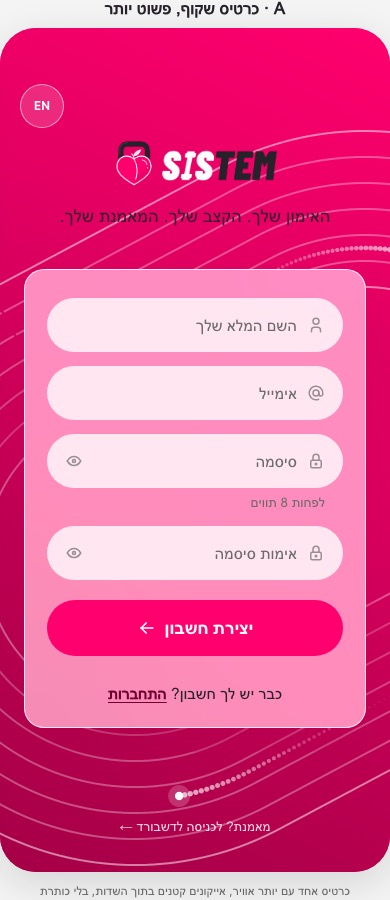 A · כרטיס שקוף, פשוט יותר
EN
SISTEM
האימון שלך. הקצב שלך. המאמנת שלך.
השם המלא שלך
אימייל
סיסמה
לפחות 8 תווים
אימות סיסמה
יצירת חשבון ←
כבר יש לך חשבון? התחברות
מאמנת? לכניסה לדשבורד ←
כרטיס אחד עם יותר אוויר, אייקונים קטנים בתוך השדות, בלי כותרת